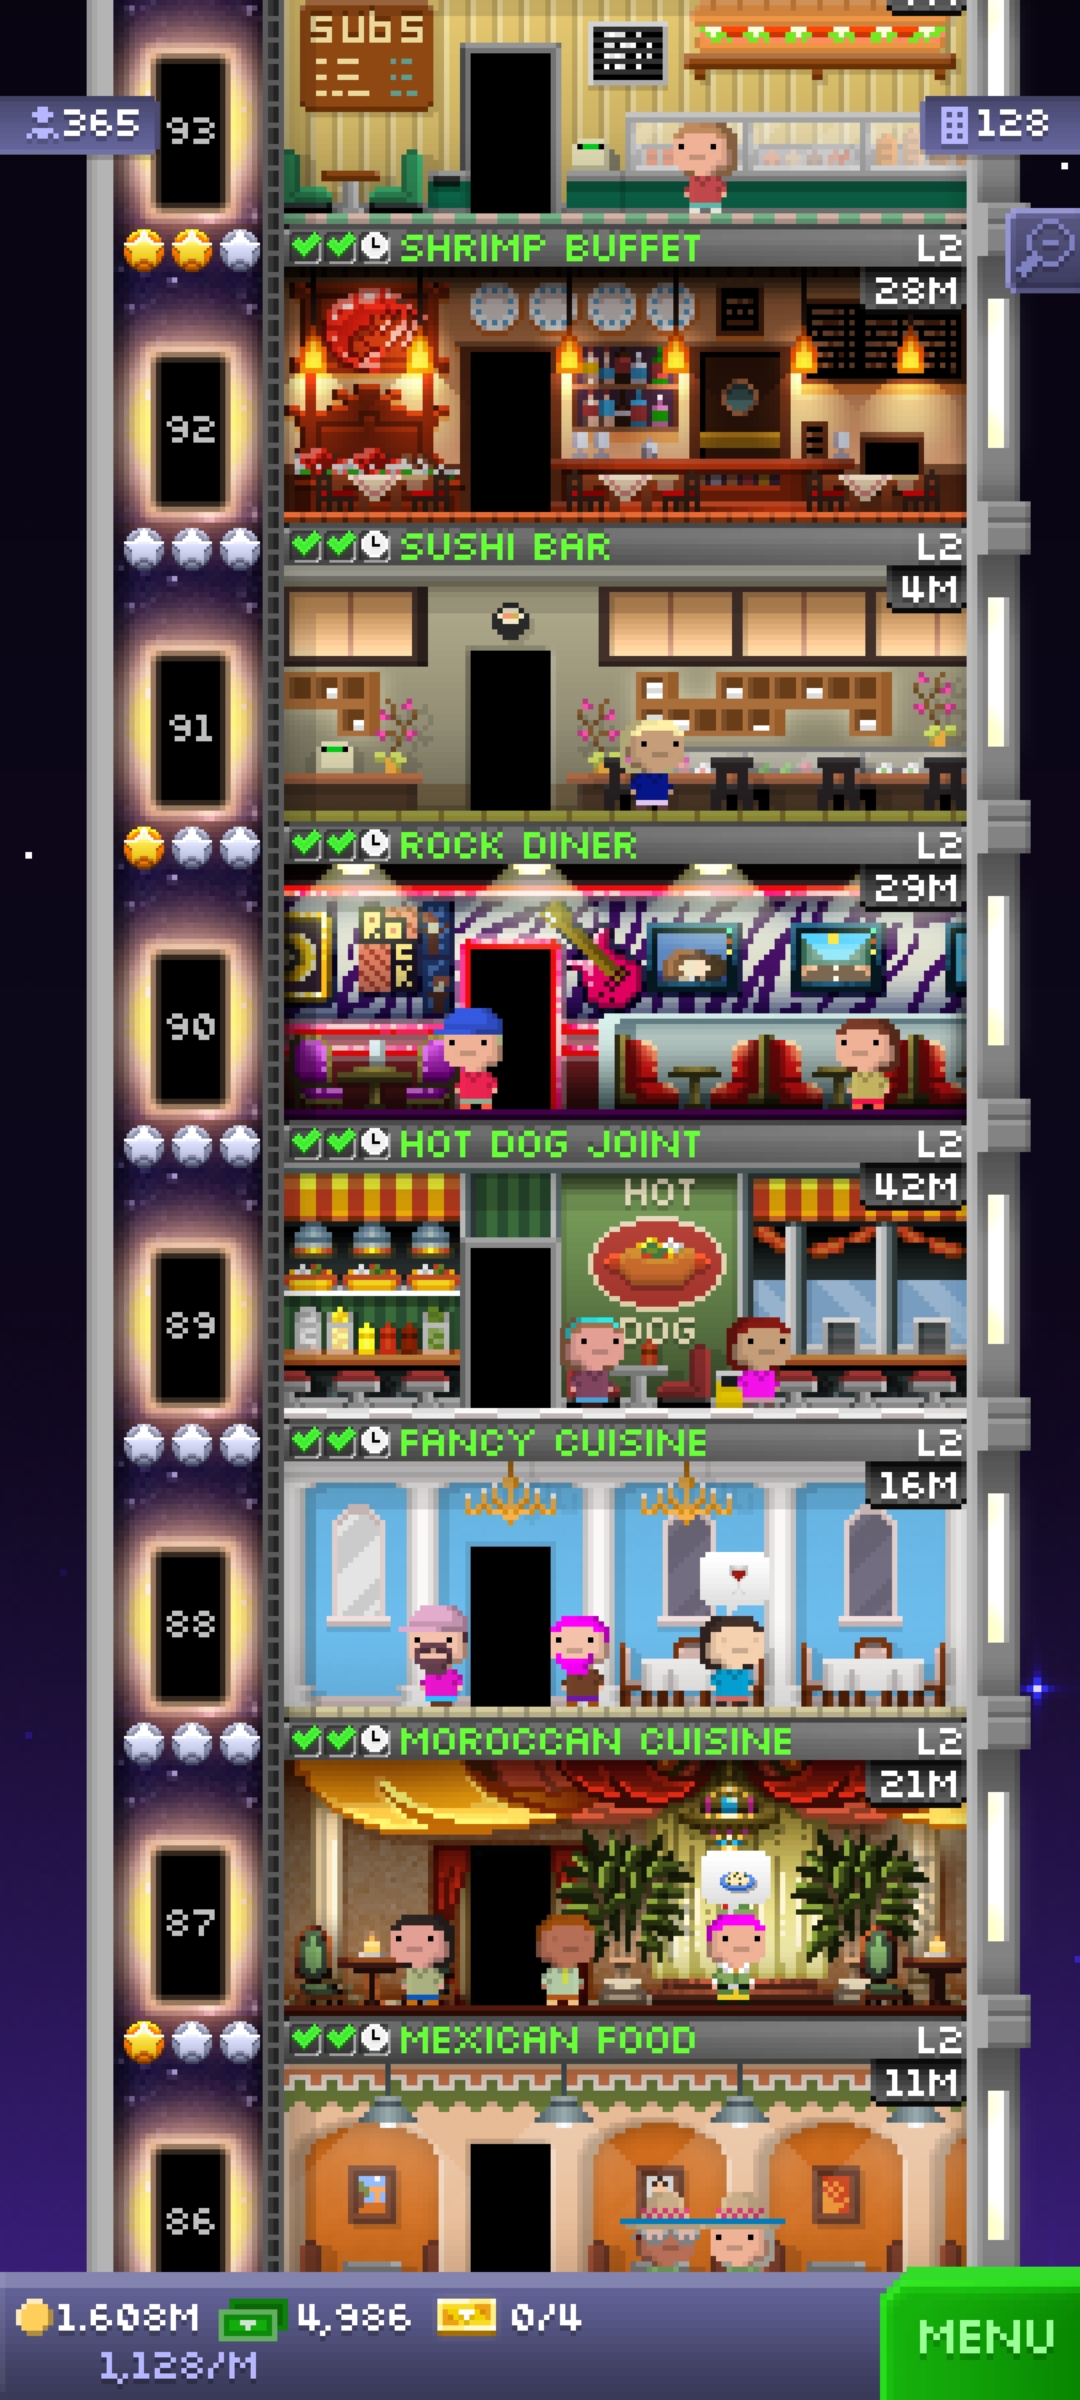 SUBS
93
365
128
SHRIMP BUFFET L2
28M
92
SUSHI BAR L2
4M
91
ROCK DINER L2
29M
ROCK
90
HOT DOG JOINT L2
42M
HOT
DOG
89
FANCY CUISINE L2
16M
88
MOROCCAN CUISINE L2
21M
87
MEXICAN FOOD L2
11M
86
1.608M 4,986 0/4
1,128/M
MENU